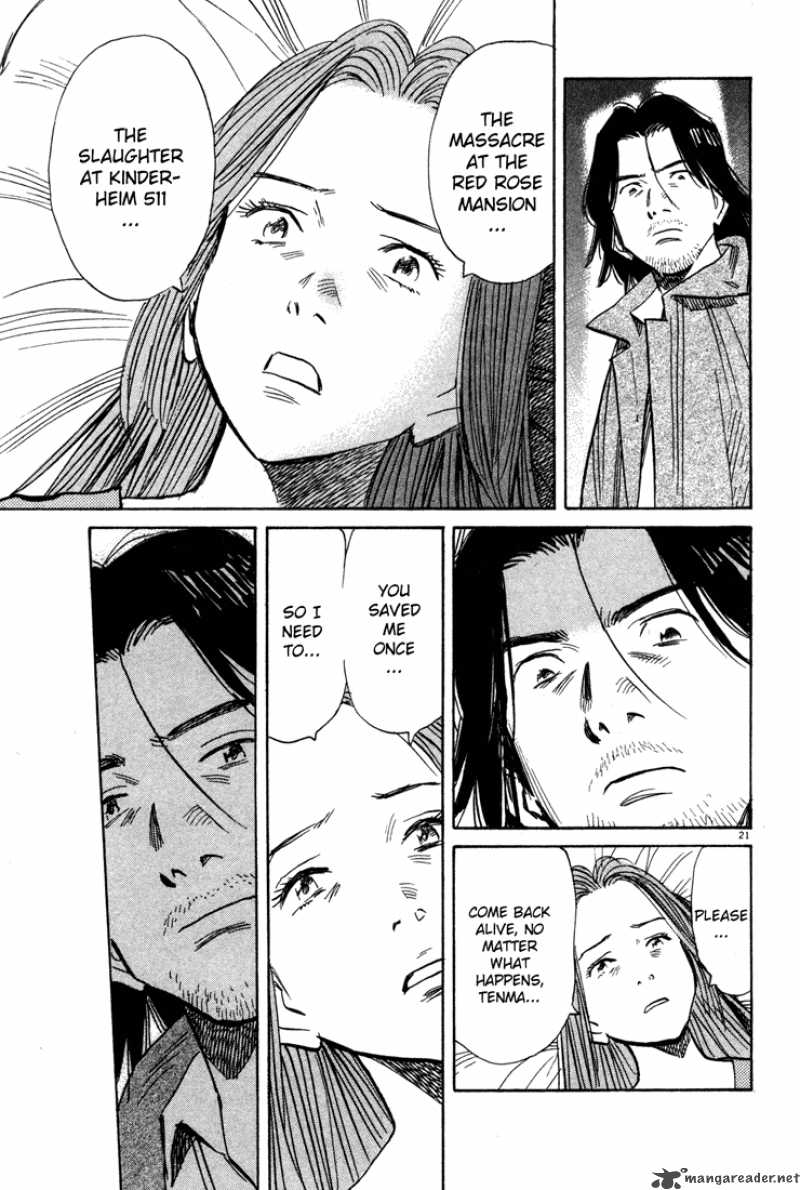 THE
MASSACRE
AT THE
RED ROSE
MANSION
...
THE
SLAUGHTER
AT KINDER-
HEIM 511
...
PLEASE
...
COME BACK
ALIVE, NO
MATTER
WHAT
HAPPENS,
TENMA...
YOU
SAVED
ME
ONCE
...
SO I
NEED
TO...
21
mangareader.net